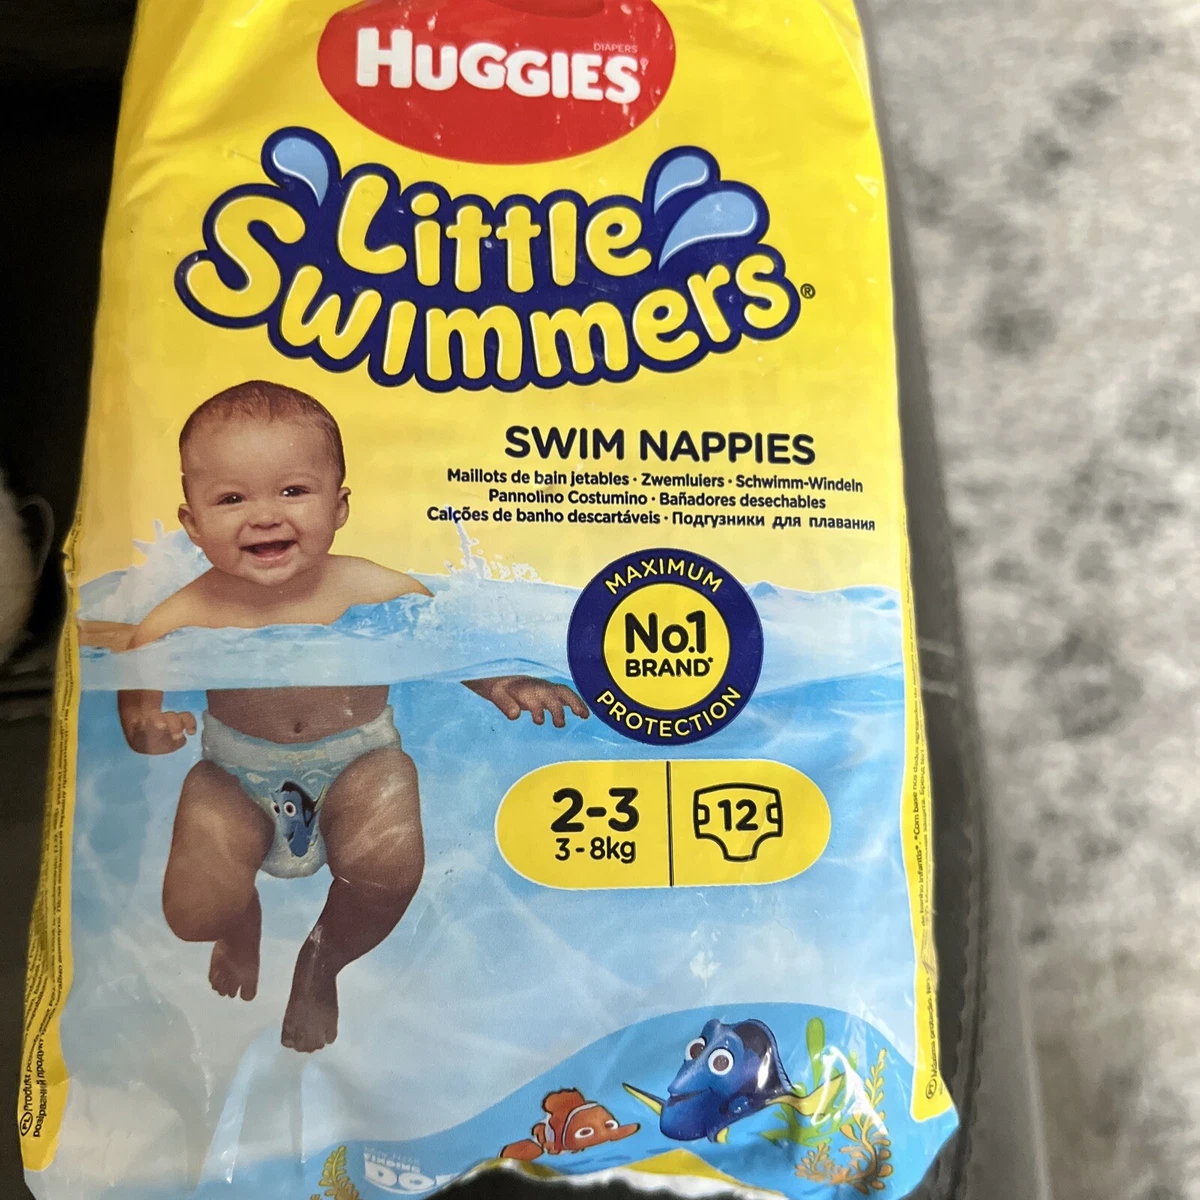 DIAPERS
HUGGIES
Little
Swimmers®
SWIM NAPPIES
Maillots de bain jetables · Zwemluiers · Schwimm-Windeln
Pannolino Costumino · Bañadores desechables
Calções de banho descartáveis · Подгузники для плавания
MAXIMUM
No.1
BRAND*
PROTECTION
2-3
3-8kg
12